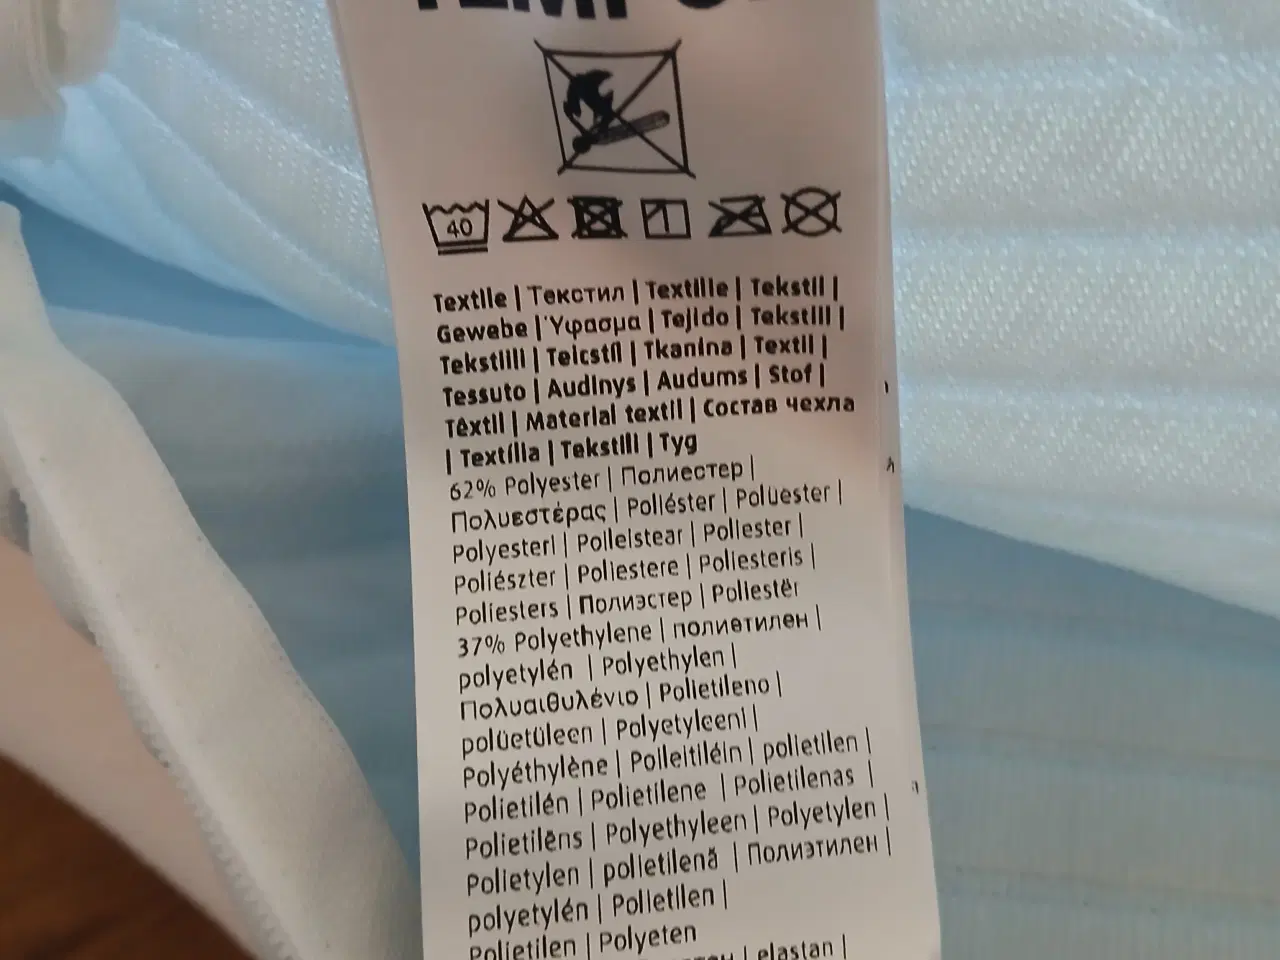 40
Textile | Текстил | Textilie | Tekstil |
Gewebe | Ύφασμα | Tejido | Tekstiil |
Tekstiili | Teicstíl | Tkanina | Textil |
Tessuto | Audinys | Audums | Stof |
Têxtil | Material textil | Состав чехла
| Textília | Tekstili | Tyg
62% Polyester | Полиестер |
Πολυεστέρας | Poliéster | Polüester |
Polyesteri | Poileistear | Poliester |
Poliészter | Poliestere | Poliesteris |
Poliesters | Полиэстер | Poliestër
37% Polyethylene | полиетилен |
polyetylén | Polyethylen |
Πολυαιθυλένιο | Polietileno |
polüetüleen | Polyetyleeni |
Polyéthylène | Poileitiléin | polietilen |
Polietilén | Polietilene | Polietilenas |
Polietilēns | Polyethyleen | Polyetylen |
Polietylen | polietilenă | Полиэтилен |
polyetylén | Polietilen |
Polietilen | Polyeten
| elastan |